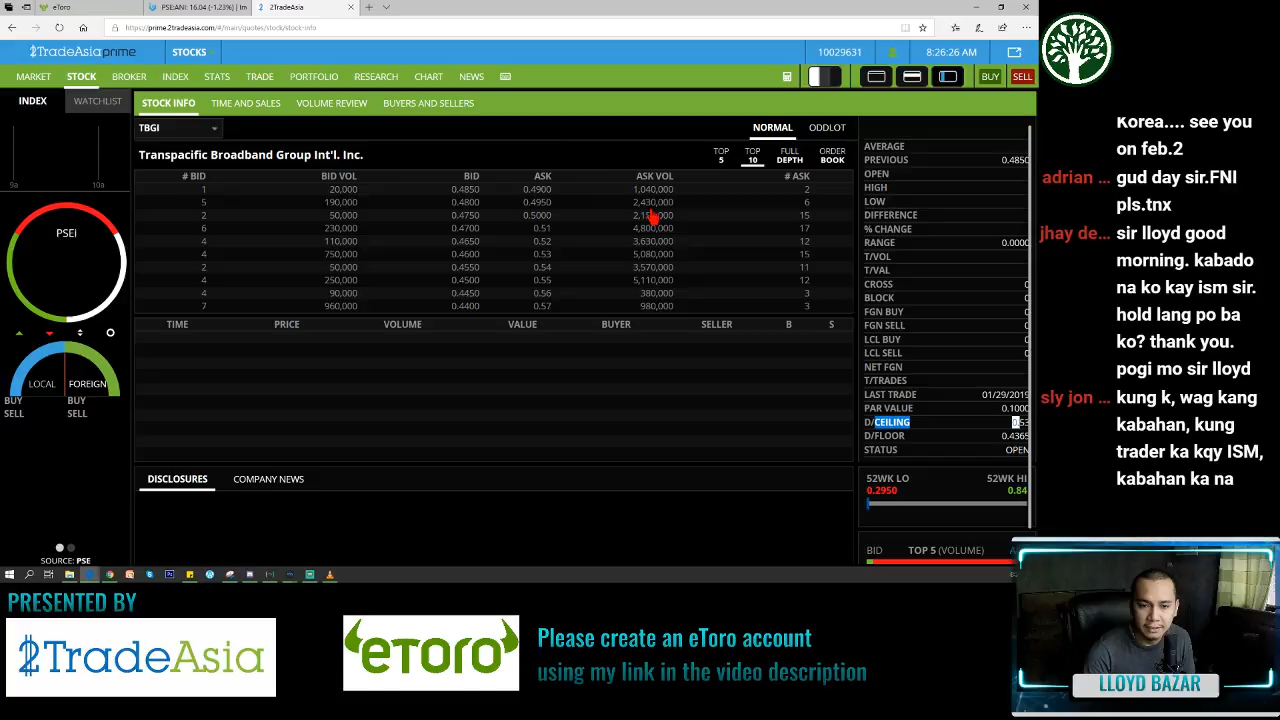 eToro
PSE:ANI: 16.04 (-1.23%) | In
2TradeAsia
https://prime.2tradeasia.com/#/main/quotes/stock/stock-info
2TradeAsia prime
STOCKS
10029631
8:26:26 AM
MARKET STOCK BROKER INDEX STATS TRADE PORTFOLIO RESEARCH CHART NEWS
BUY SELL
INDEX WATCHLIST
STOCK INFO TIME AND SALES VOLUME REVIEW BUYERS AND SELLERS
TBGI
NORMAL ODDLOT
Transpacific Broadband Group Int'l. Inc.
TOP 5
TOP 10
FULL DEPTH
ORDER BOOK
# BID BID VOL BID ASK ASK VOL # ASK
1 20,000 0.4850 0.4900 1,040,000 2
5 190,000 0.4800 0.4950 2,430,000 6
2 50,000 0.4750 0.5000 15
6 230,000 0.4700 0.51 4,800,000 17
4 110,000 0.4650 0.52 3,630,000 12
4 750,000 0.4600 0.53 5,080,000 15
2 50,000 0.4550 0.54 3,570,000 11
4 250,000 0.4500 0.55 5,110,000 12
4 90,000 0.4450 0.56 380,000 3
7 960,000 0.4400 0.57 980,000 3
TIME PRICE VOLUME VALUE BUYER SELLER B S
DISCLOSURES COMPANY NEWS
9a 10a
PSEi
LOCAL FOREIGN
BUY BUY
SELL SELL
SOURCE: PSE
AVERAGE
PREVIOUS 0.4850
OPEN
HIGH
LOW
DIFFERENCE
% CHANGE
RANGE 0.0000
T/VOL
T/VAL
CROSS 0
BLOCK 0
FGN BUY 0
FGN SELL 0
LCL BUY 0
LCL SELL 0
NET FGN
T/TRADES
LAST TRADE 01/29/2019
PAR VALUE 0.1000
D/CEILING 0.53
D/FLOOR 0.4365
STATUS OPEN
52WK LO 52WK HI
0.2950 0.84
BID TOP 5 (VOLUME)
Korea.... see you
on feb.2
adrian ... gud day sir.FNI
pls.tnx
jhay de... sir lloyd good
morning. kabado
na ko kay ism sir.
hold lang po ba
ko? thank you.
pogi mo sir lloyd
sly jon ... kung k, wag kang
kabahan, kung
trader ka kqy ISM,
kabahan ka na
PRESENTED BY
2TradeAsia
eToro
Please create an eToro account
using my link in the video description
LLOYD BAZAR